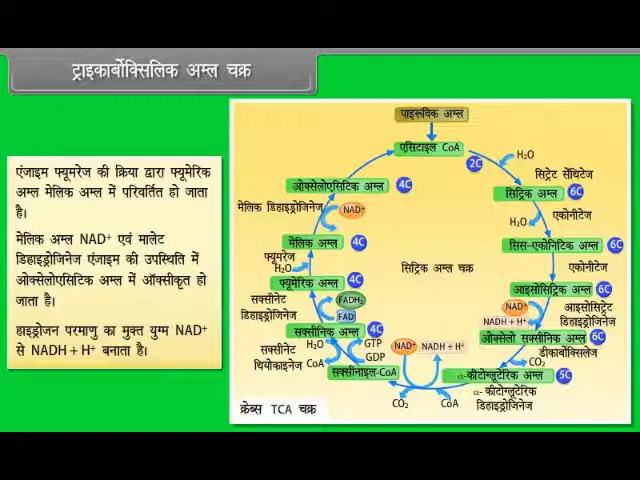 ट्राइकार्बोक्सिलिक अम्ल चक्र
एंजाइम फ्यूमरेज की क्रिया द्वारा फ्यूमेरिक
अम्ल मेलिक अम्ल में परिवर्तित हो जाता
है।
मेलिक अम्ल NAD⁺ एवं मालेट
डिहाइड्रोजिनेज एंजाइम की उपस्थिति में
ओक्सेलोएसिटिक अम्ल में ऑक्सीकृत हो
जाता है।
हाइड्रोजन परमाणु का मुक्त युग्म NAD⁺
से NADH + H⁺ बनाता है।
पाइरूविक अम्ल
एसिटाइल CoA
2C
H₂O
सिट्रेट सेंथिटेज
सिट्रिक अम्ल
6C
H₂O
एकोनीटेज
सिस-एकोनिटिक अम्ल
6C
एकोनीटेज
आइसोसिट्रिक अम्ल
6C
NAD⁺
NADH + H⁺
आइसोसिट्रेट
डिहाइड्रोजिनेज
ओक्सेलो सक्सीनिक अम्ल
6C
डीकार्बोक्सिलेज
CO₂
α-कीटोग्लूटेरिक अम्ल
5C
α- कीटोग्लूटेरिक
डिहाइड्रोजिनेज
NAD⁺
NADH + H⁺
CO₂
CoA
सक्सीनाइल-CoA
सक्सीनेट
थियोकाइनेज
H₂O
CoA
GTP
GDP
सक्सीनिक अम्ल
4C
सक्सीनेट
डिहाइड्रोजिनेज
FADH₂
FAD
फ्यूमेरिक अम्ल
4C
फ्यूमरेज
H₂O
मेलिक अम्ल
4C
मेलिक डिहाइड्रोजिनेज
NAD⁺
ओक्सेलोएसिटिक अम्ल
4C
सिट्रिक अम्ल चक्र
क्रेब्स TCA चक्र